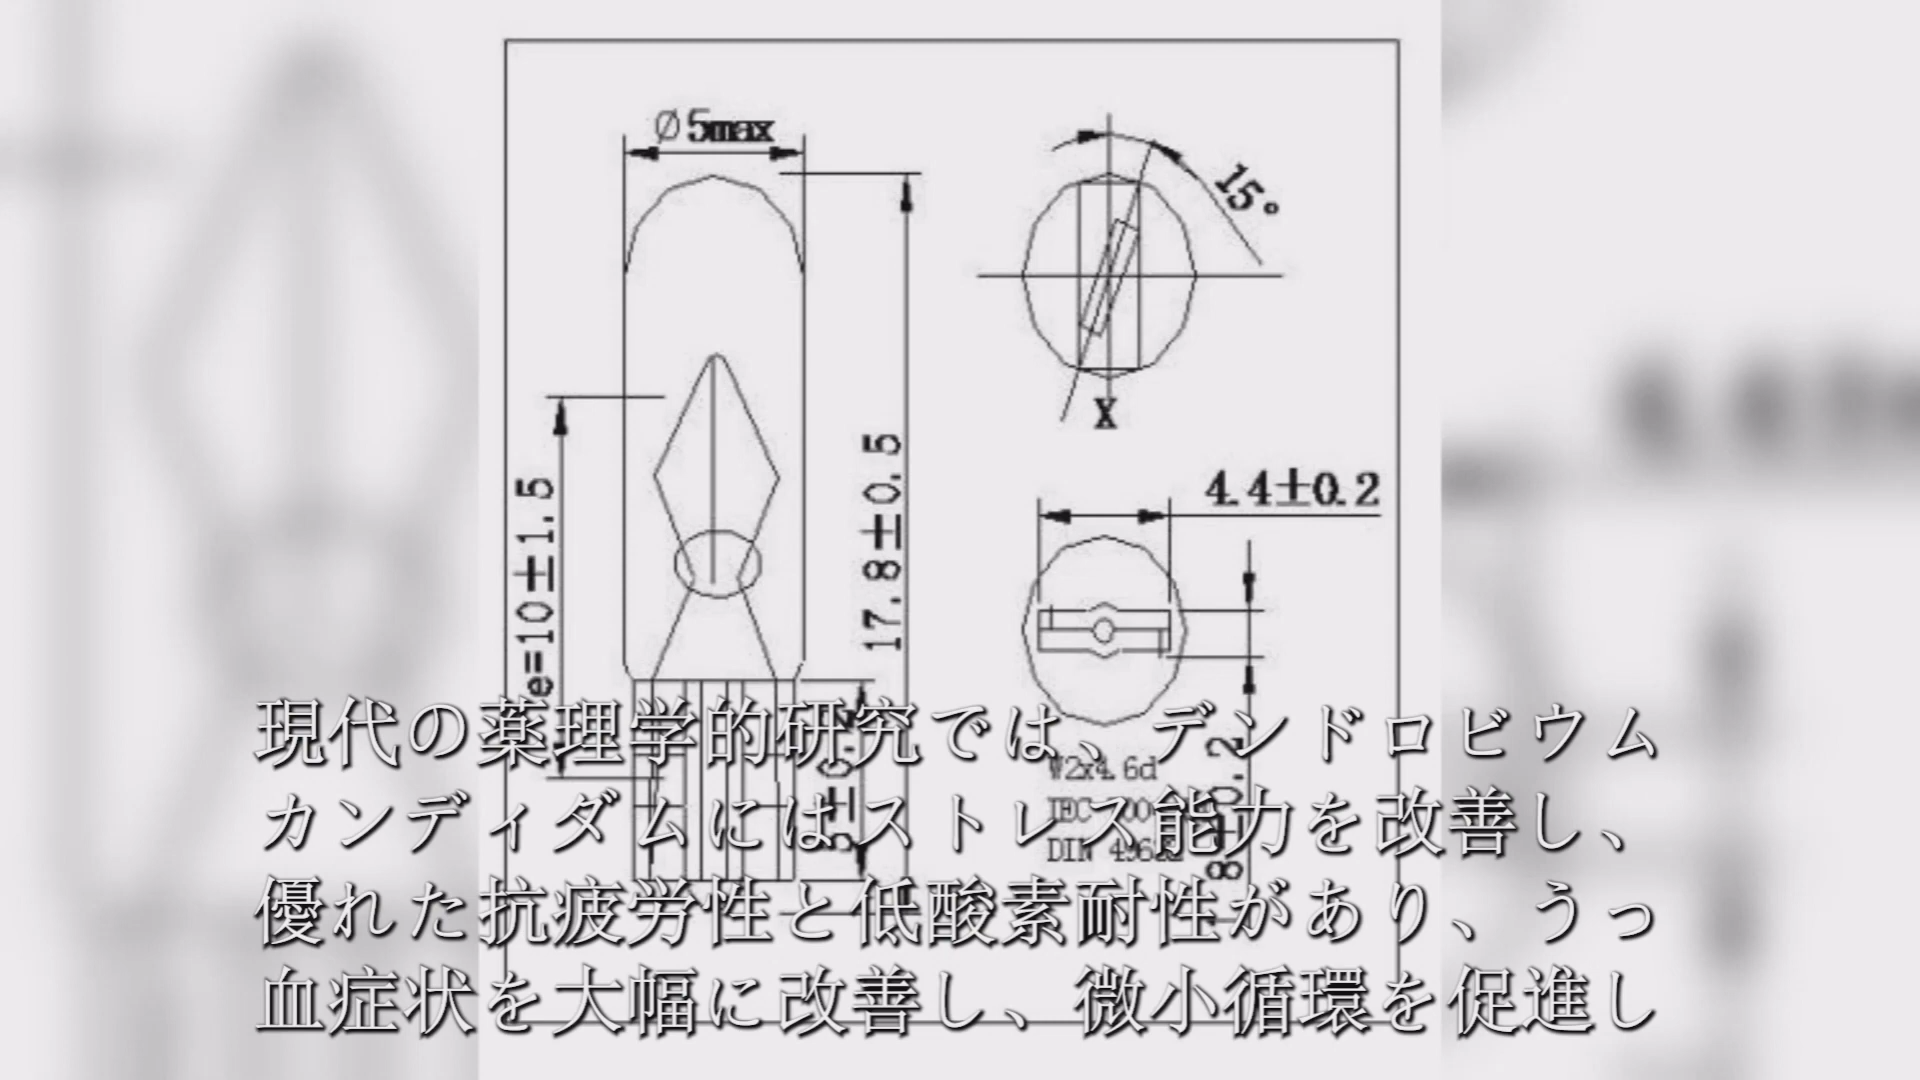 Ø5max
15°
X
e=10±1.5
17.8±0.5
4.4±0.2
W2x4.6d
現代の薬理学的研究では、デンドロビウム
カンディダムにはストレス能力を改善し、
優れた抗疲労性と低酸素耐性があり、うっ
血症状を大幅に改善し、微小循環を促進し
IEC
DIN